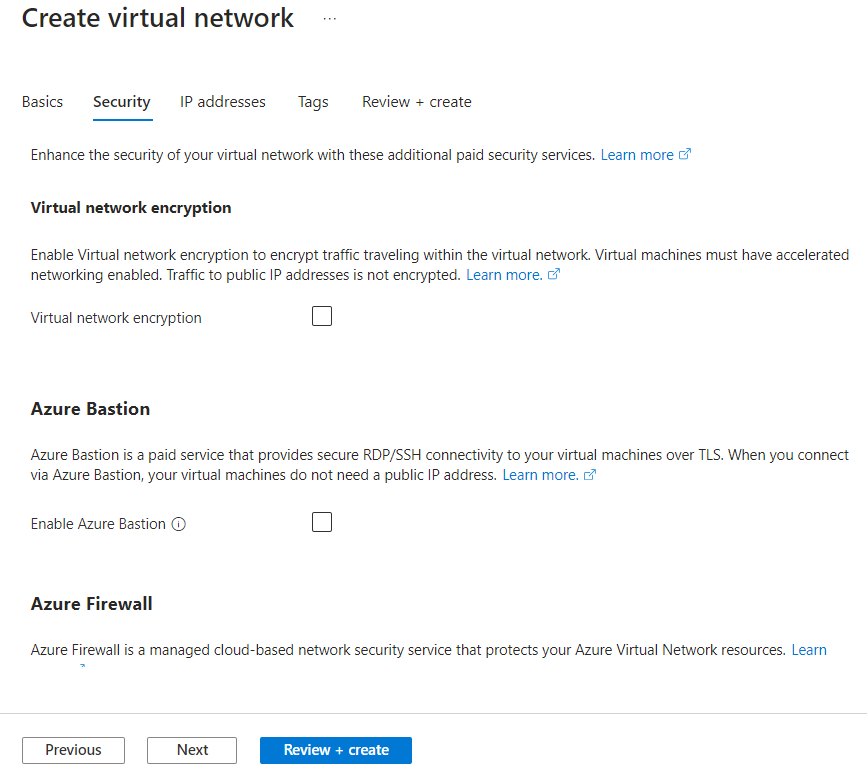 Create virtual network ...
Basics Security IP addresses Tags Review + create
Enhance the security of your virtual network with these additional paid security services. Learn more
Virtual network encryption
Enable Virtual network encryption to encrypt traffic traveling within the virtual network. Virtual machines must have accelerated
networking enabled. Traffic to public IP addresses is not encrypted. Learn more.
Virtual network encryption
Azure Bastion
Azure Bastion is a paid service that provides secure RDP/SSH connectivity to your virtual machines over TLS. When you connect
via Azure Bastion, your virtual machines do not need a public IP address. Learn more.
Enable Azure Bastion
Azure Firewall
Azure Firewall is a managed cloud-based network security service that protects your Azure Virtual Network resources. Learn
Previous Next Review + create